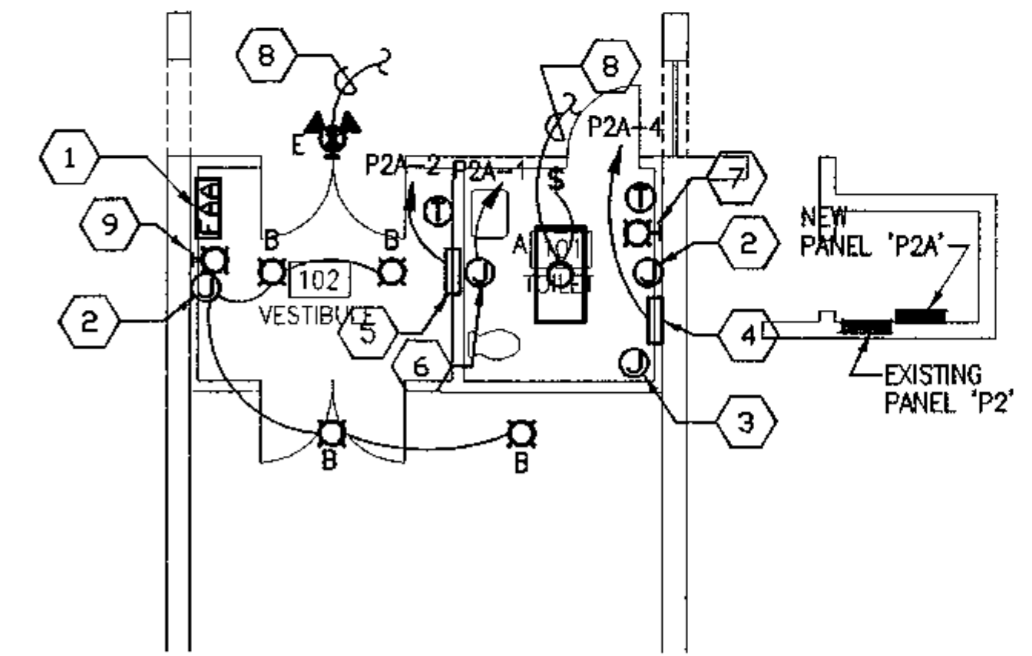 8
8
E
P2A-4
1
P2A-2
P2A-1
$
7
FAA
T
T
9
B
B
A
101
NEW
PANEL 'P2A'
2
J
102
J
TOILET
J
2
VESTIBULE
5
4
6
J
3
EXISTING
PANEL 'P2'
B
B